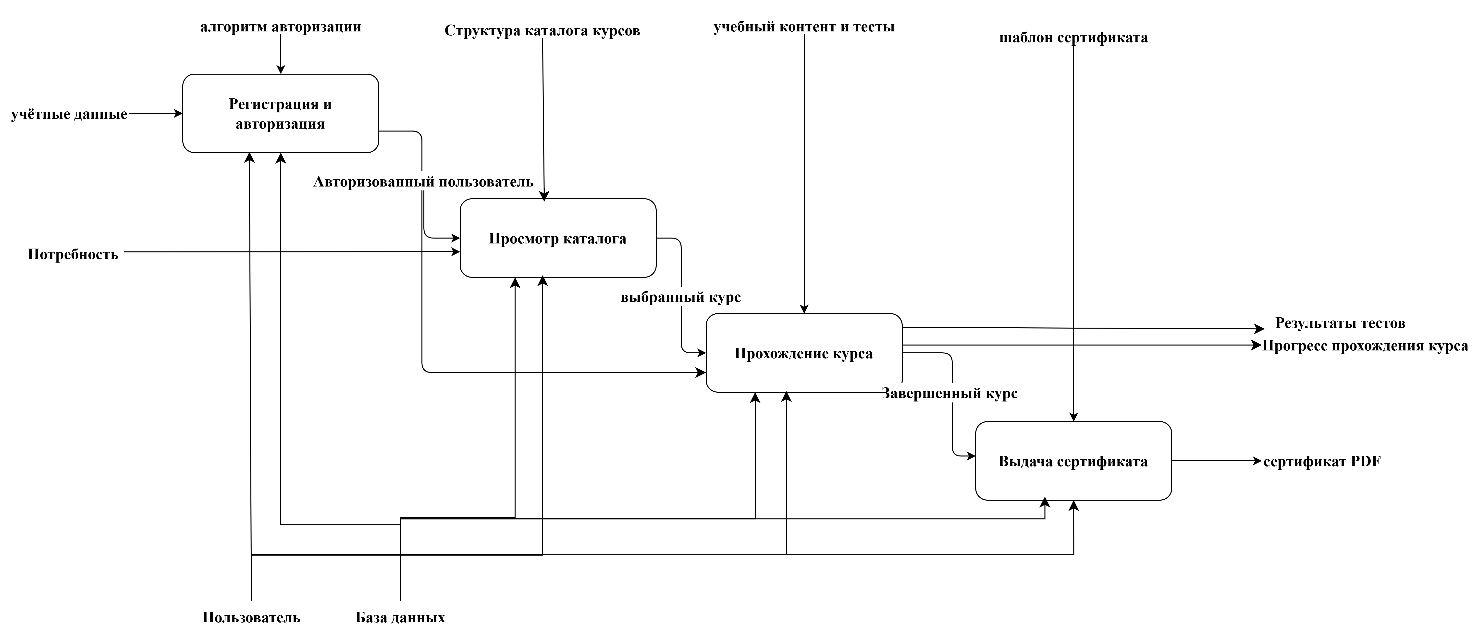 алгоритм авторизации
Структура каталога курсов
учебный контент и тесты
шаблон сертификата
учётные данные
Регистрация и
авторизация
Авторизованный пользователь
Потребность
Просмотр каталога
выбранный курс
Прохождение курса
Результаты тестов
Прогресс прохождения курса
Завершенный курс
Выдача сертификата
сертификат PDF
Пользователь
База данных